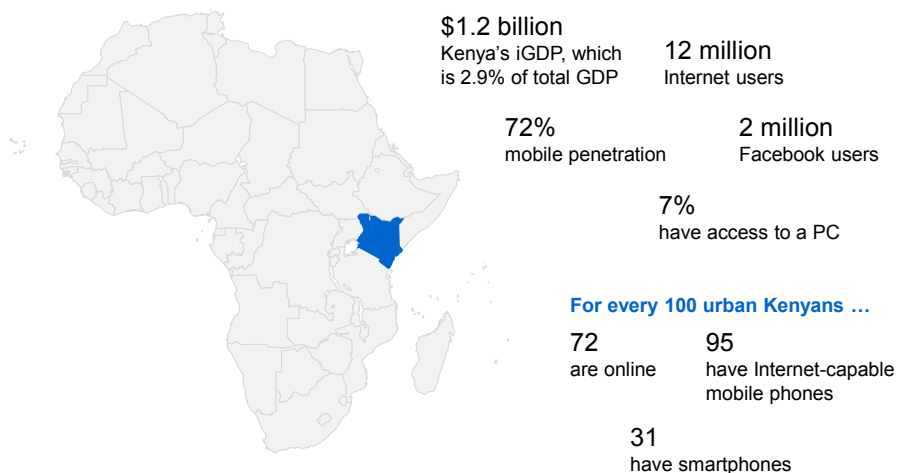 $1.2 billion
Kenya's iGDP, which
is 2.9% of total GDP
12 million
Internet users
72%
mobile penetration
2 million
Facebook users
7%
have access to a PC
For every 100 urban Kenyans …
72
are online
95
have Internet-capable
mobile phones
31
have smartphones